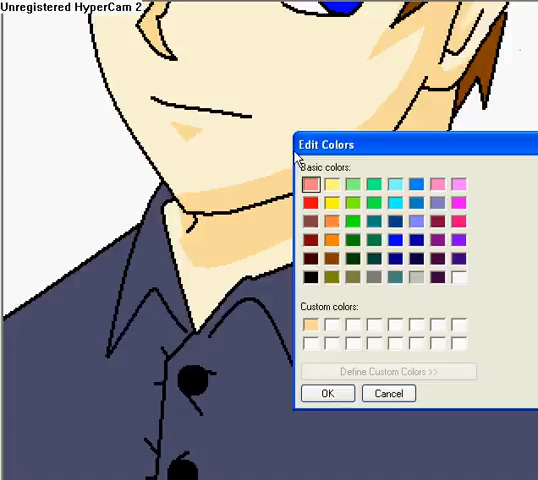 Unregistered HyperCam 2
Edit Colors
Basic colors:
Custom colors:
Define Custom Colors >>
OK
Cancel